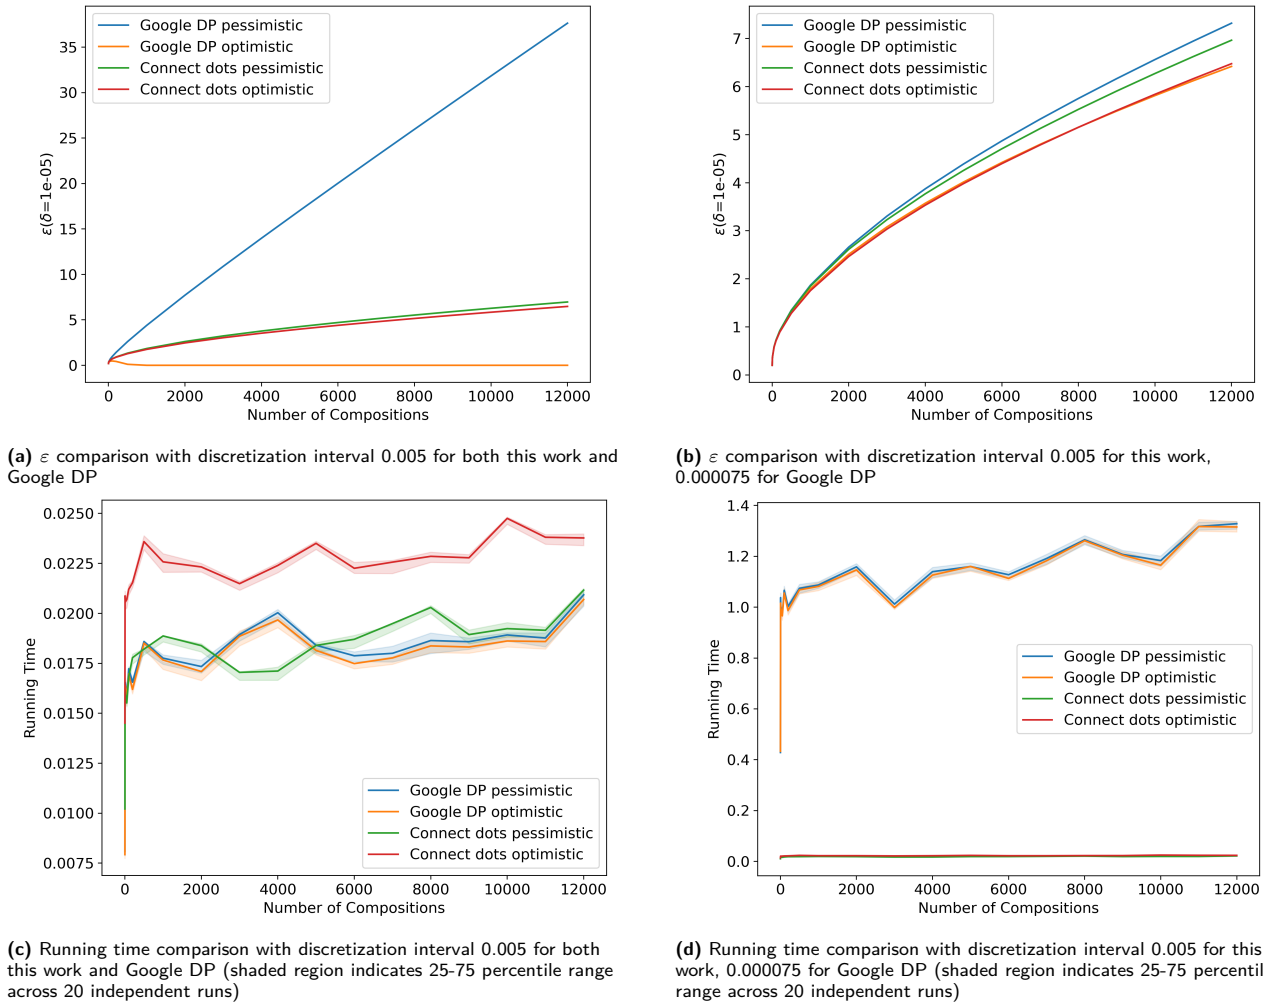 Google DP pessimistic
Google DP optimistic
Connect dots pessimistic
Connect dots optimistic
35
30
25
20
15
10
5
0
ε(δ=1e-05)
0 2000 4000 6000 8000 10000 12000
Number of Compositions
(a) ε comparison with discretization interval 0.005 for both this work and
Google DP
Google DP pessimistic
Google DP optimistic
Connect dots pessimistic
Connect dots optimistic
7
6
5
4
3
2
1
0
ε(δ=1e-05)
0 2000 4000 6000 8000 10000 12000
Number of Compositions
(b) ε comparison with discretization interval 0.005 for this work,
0.000075 for Google DP
0.0250
0.0225
0.0200
0.0175
0.0150
0.0125
0.0100
0.0075
Running Time
Google DP pessimistic
Google DP optimistic
Connect dots pessimistic
Connect dots optimistic
0 2000 4000 6000 8000 10000 12000
Number of Compositions
(c) Running time comparison with discretization interval 0.005 for both
this work and Google DP (shaded region indicates 25-75 percentile range
across 20 independent runs)
1.4
1.2
1.0
0.8
0.6
0.4
0.2
0.0
Running Time
Google DP pessimistic
Google DP optimistic
Connect dots pessimistic
Connect dots optimistic
0 2000 4000 6000 8000 10000 12000
Number of Compositions
(d) Running time comparison with discretization interval 0.005 for this
work, 0.000075 for Google DP (shaded region indicates 25-75 percentil
range across 20 independent runs)